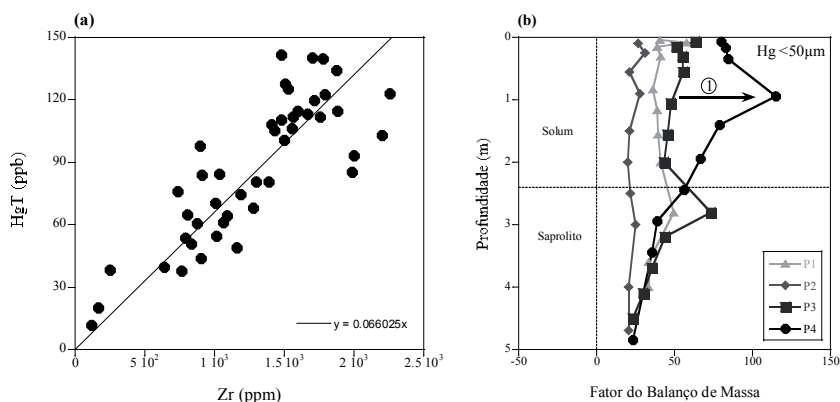 (a)
HgT (ppb)
150
120
90
60
30
0
0
5 10²
1 10³
1.5 10³
2 10³
2.5 10³
y = 0.066025x
Zr (ppm)
(b)
Hg <50μm
Profundidade (m)
0
1
2
3
4
5
①
Solum
Saprolito
P1
P2
P3
P4
-50
0
50
100
150
Fator do Balanço de Massa